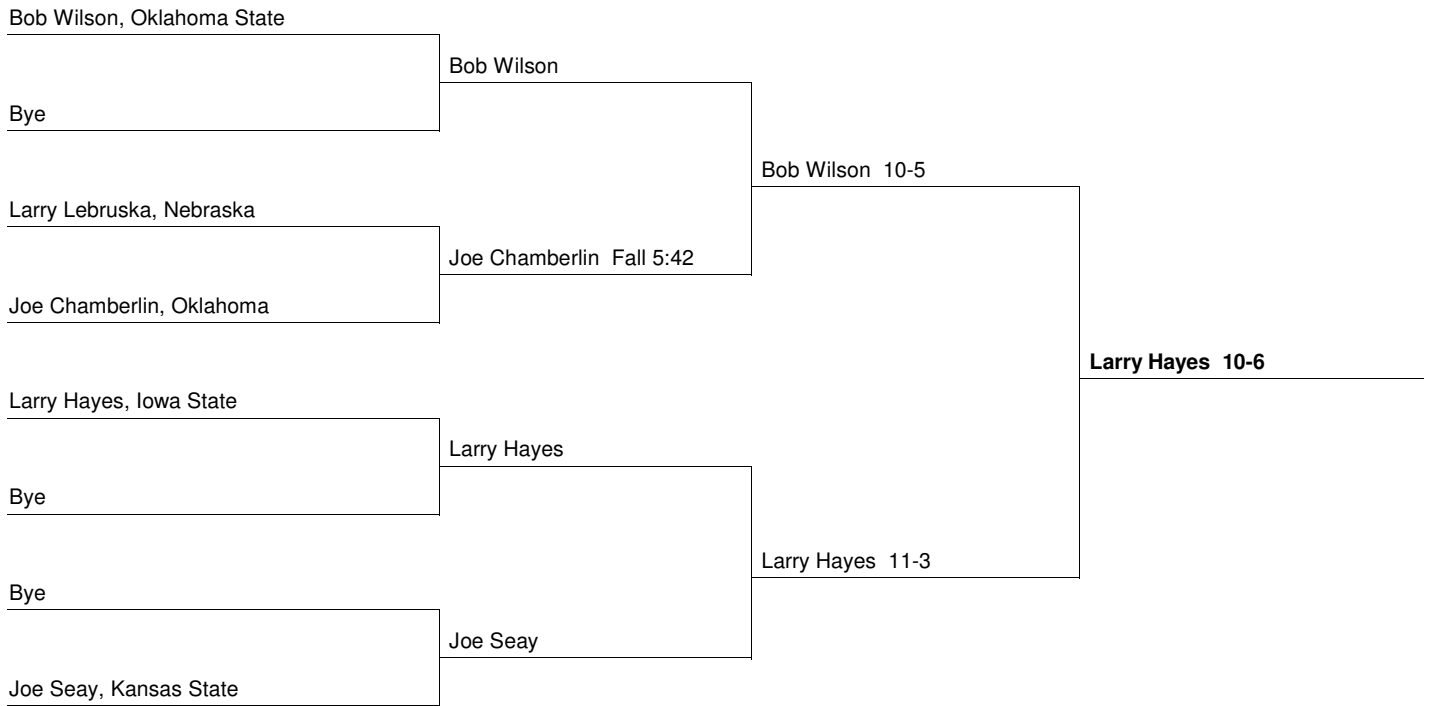 Bob Wilson, Oklahoma State
Bob Wilson
Bye
Bob Wilson 10-5
Larry Lebruska, Nebraska
Joe Chamberlin Fall 5:42
Joe Chamberlin, Oklahoma
Larry Hayes 10-6
Larry Hayes, Iowa State
Larry Hayes
Bye
Larry Hayes 11-3
Bye
Joe Seay
Joe Seay, Kansas State